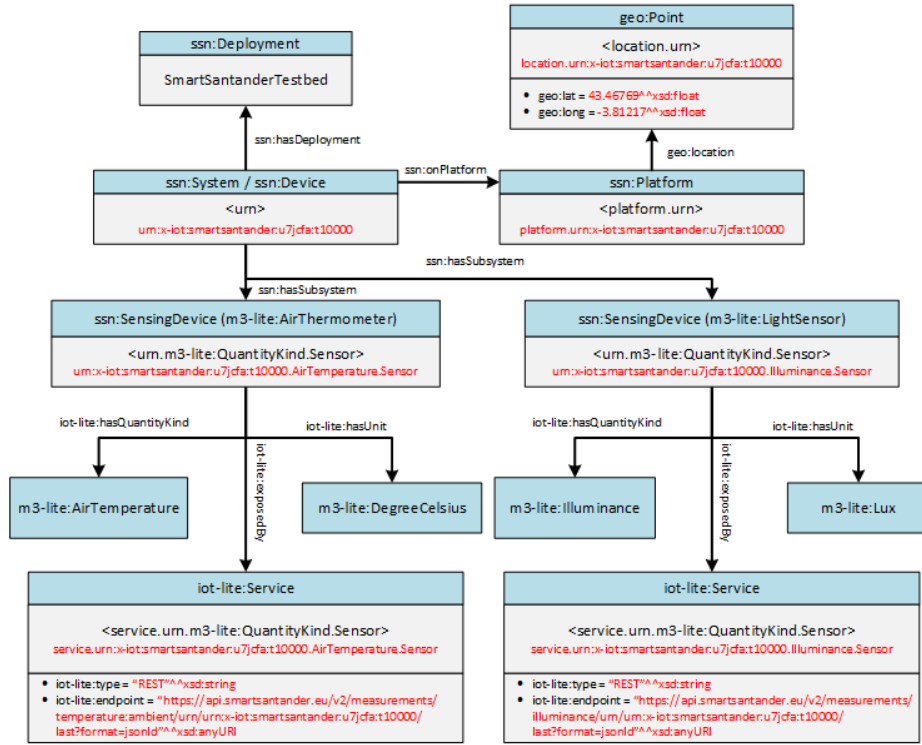 geo:Point
<location.urn>
location.urn:x-iot:smartsantander:u7jcfa:t10000
• geo:lat = 43.46769^^xsd:float
• geo:long = -3.81217^^xsd:float
ssn:Deployment
SmartSantanderTestbed
ssn:hasDeployment
geo:location
ssn:onPlatform
ssn:System / ssn:Device
<urn>
urn:x-iot:smartsantander:u7jcfa:t10000
ssn:Platform
<platform.urn>
platform.urn:x-iot:smartsantander:u7jcfa:t10000
ssn:hasSubsystem
ssn:hasSubsystem
ssn:SensingDevice (m3-lite:AirThermometer)
<urn.m3-lite:QuantityKind.Sensor>
urn:x-iot:smartsantander:u7jcfa:t10000.AirTemperature.Sensor
ssn:SensingDevice (m3-lite:LightSensor)
<urn.m3-lite:QuantityKind.Sensor>
urn:x-iot:smartsantander:u7jcfa:t10000.Illuminance.Sensor
iot-lite:hasQuantityKind
iot-lite:hasUnit
iot-lite:exposedBy
m3-lite:AirTemperature
m3-lite:DegreeCelsius
iot-lite:hasQuantityKind
iot-lite:hasUnit
iot-lite:exposedBy
m3-lite:Illuminance
m3-lite:Lux
iot-lite:Service
<service.urn.m3-lite:QuantityKind.Sensor>
service.urn:x-iot:smartsantander:u7jcfa:t10000.AirTemperature.Sensor
• iot-lite:type = “REST”^^xsd:string
• iot-lite:endpoint = “https://api.smartsantander.eu/v2/measurements/
temperature:ambient/urn/urn:x-iot:smartsantander:u7jcfa:t10000/
last?format=jsonld”^^xsd:anyURI
iot-lite:Service
<service.urn.m3-lite:QuantityKind.Sensor>
service.urn:x-iot:smartsantander:u7jcfa:t10000.Illuminance.Sensor
• iot-lite:type = “REST”^^xsd:string
• iot-lite:endpoint = “https://api.smartsantander.eu/v2/measurements/
illuminance/urn/urn:x-iot:smartsantander:u7jcfa:t10000/
last?format=jsonld”^^xsd:anyURI